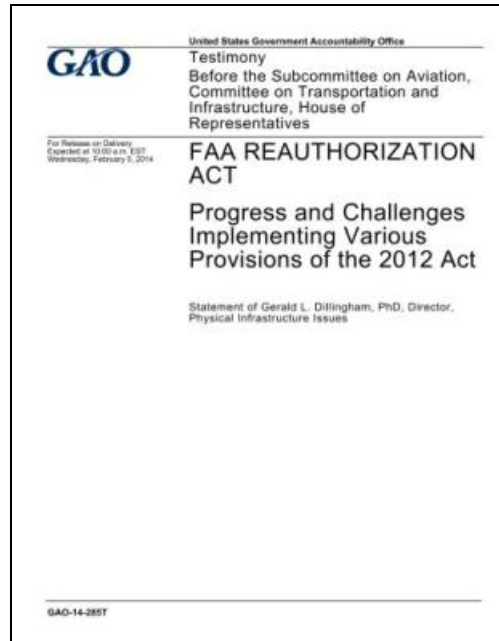 United States Government Accountability Office
GAO
Testimony
Before the Subcommittee on Aviation,
Committee on Transportation and
Infrastructure, House of
Representatives
For Release on Delivery
Expected at 10:00 a.m. EST
Wednesday, February 5, 2014
FAA REAUTHORIZATION
ACT
Progress and Challenges
Implementing Various
Provisions of the 2012 Act
Statement of Gerald L. Dillingham, PhD, Director,
Physical Infrastructure Issues
GAO-14-285T